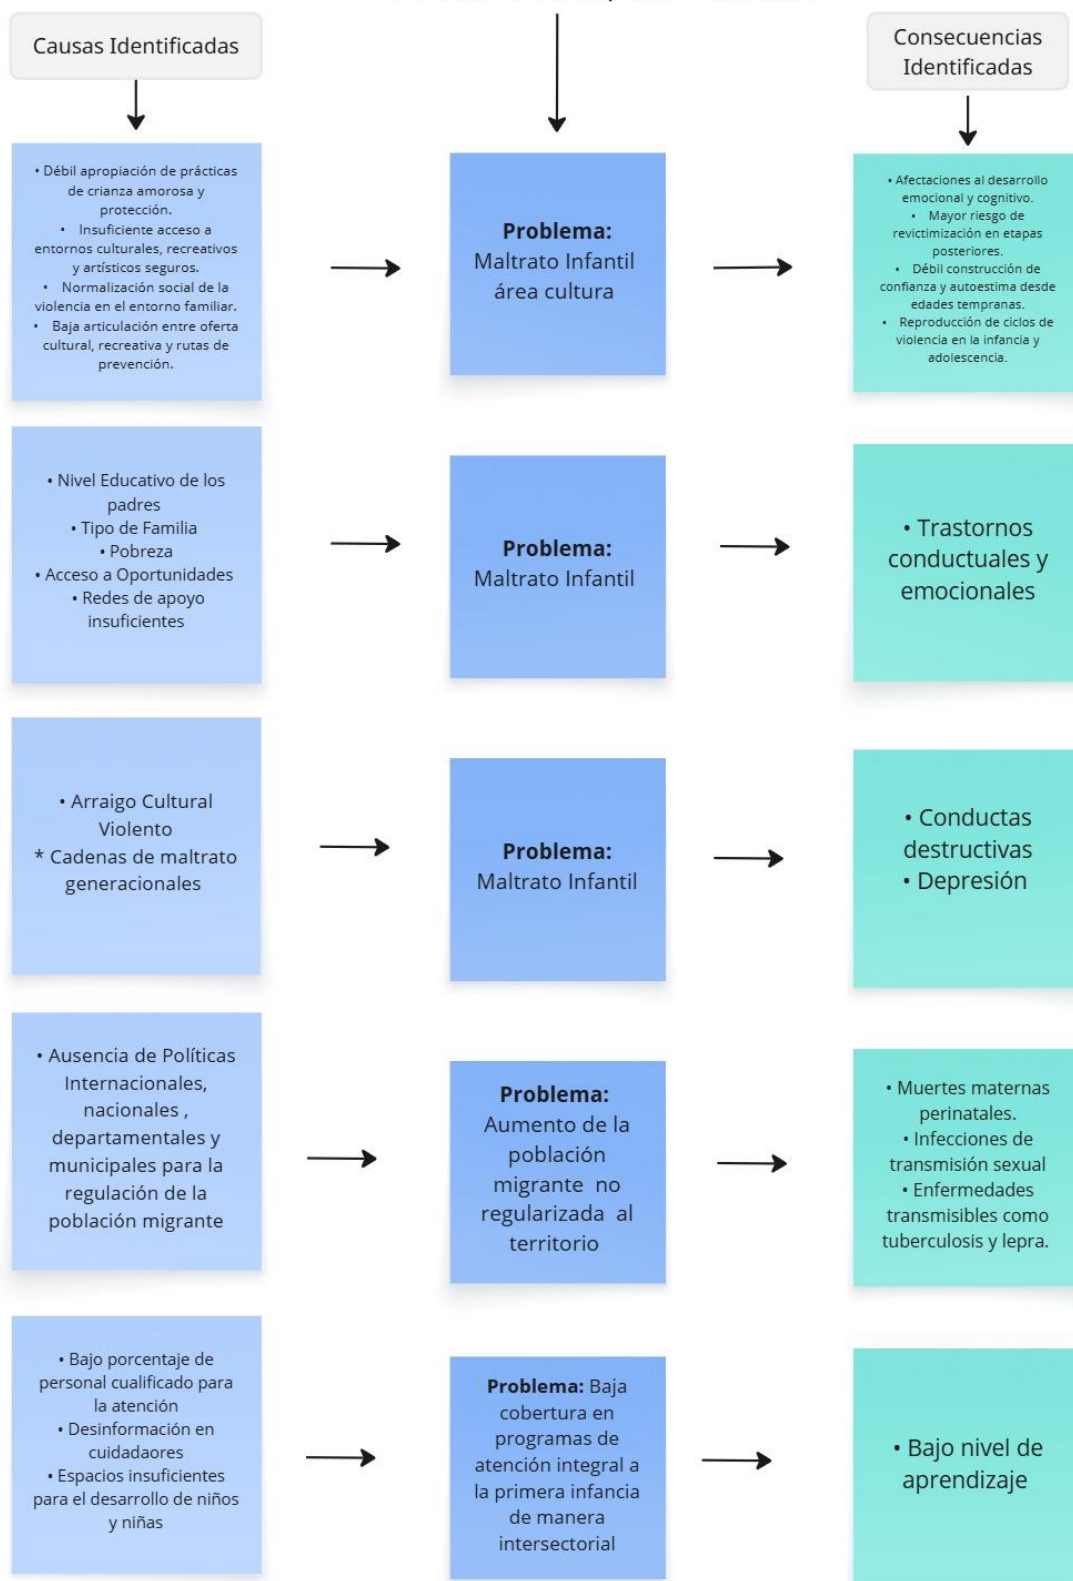 Causas Identificadas
Consecuencias
Identificadas
• Débil apropiación de prácticas
de crianza amorosa y
protección.
• Insuficiente acceso a
entornos culturales, recreativos
y artísticos seguros.
• Normalización social de la
violencia en el entorno familiar.
• Baja articulación entre oferta
cultural, recreativa y rutas de
prevención.
Problema:
Maltrato Infantil
área cultura
• Afectaciones al desarrollo
emocional y cognitivo.
• Mayor riesgo de
revictimización en etapas
posteriores.
• Débil construcción de
confianza y autoestima desde
edades tempranas.
• Reproducción de ciclos de
violencia en la infancia y
adolescencia.
• Nivel Educativo de los
padres
• Tipo de Familia
• Pobreza
• Acceso a Oportunidades
• Redes de apoyo
insuficientes
Problema:
Maltrato Infantil
• Trastornos
conductuales y
emocionales
• Arraigo Cultural
Violento
* Cadenas de maltrato
generacionales
Problema:
Maltrato Infantil
• Conductas
destructivas
• Depresión
• Ausencia de Políticas
Internacionales,
nacionales ,
departamentales y
municipales para la
regulación de la
población migrante
Problema:
Aumento de la
población
migrante no
regularizada al
territorio
• Muertes maternas
perinatales.
• Infecciones de
transmisión sexual
• Enfermedades
transmisibles como
tuberculosis y lepra.
• Bajo porcentaje de
personal cualificado para
la atención
• Desinformación en
cuidadaores
• Espacios insuficientes
para el desarrollo de niños
y niñas
Problema: Baja
cobertura en
programas de
atención integral a
la primera infancia
de manera
intersectorial
• Bajo nivel de
aprendizaje